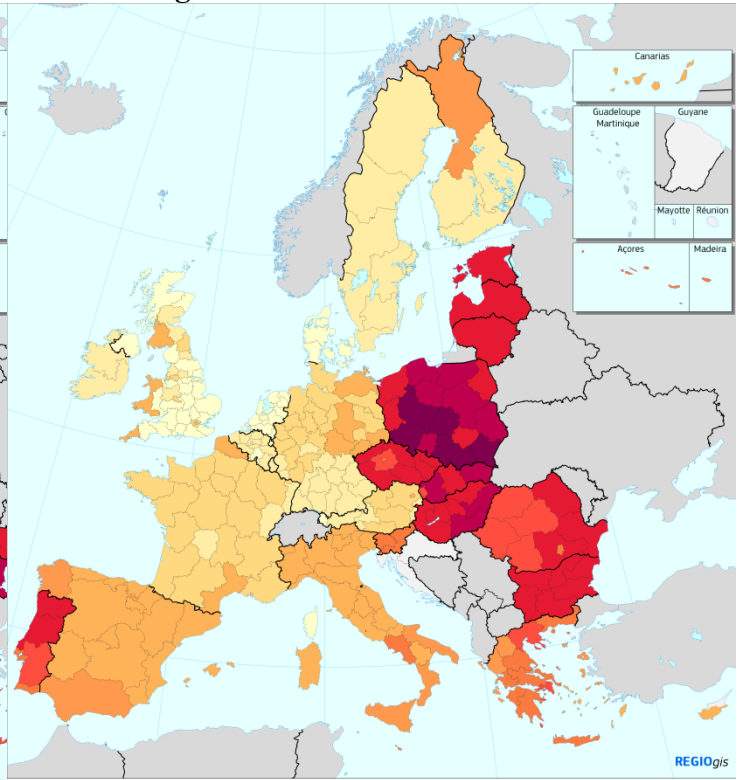 Canarias
Guadeloupe
Martinique
Guyane
Mayotte
Réunion
Açores
Madeira
REGIOgis